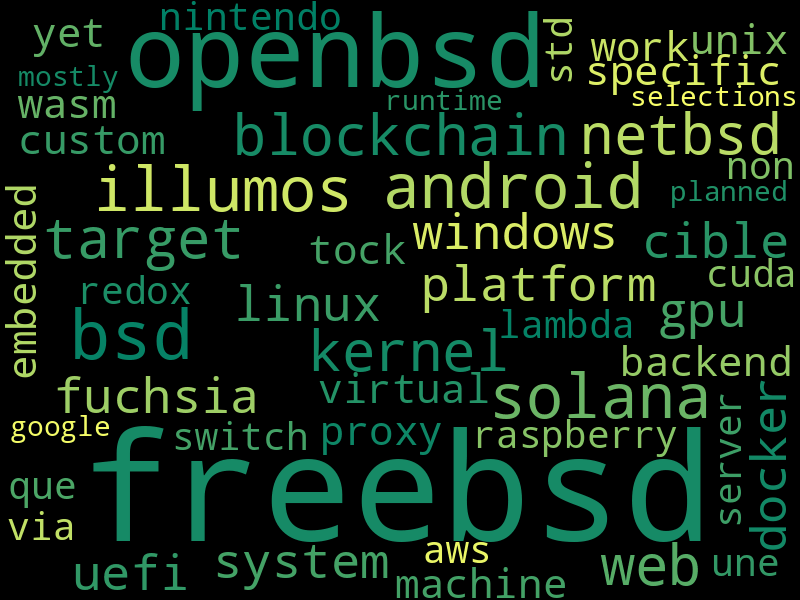 nintendo
yet
openbsd
std
work
unix
mostly
specific
wasm
runtime
selections
custom
blockchain
netbsd
non
illumos
android
planned
embedded
target
tock
windows
cible
redox
linux
platform
cuda
bsd
kernel
lambda
gpu
fuchsia
virtual
solana
backend
google
switch
proxy
raspberry
server
docker
que
freebsd
via
uefi
system
aws
machine
web
une